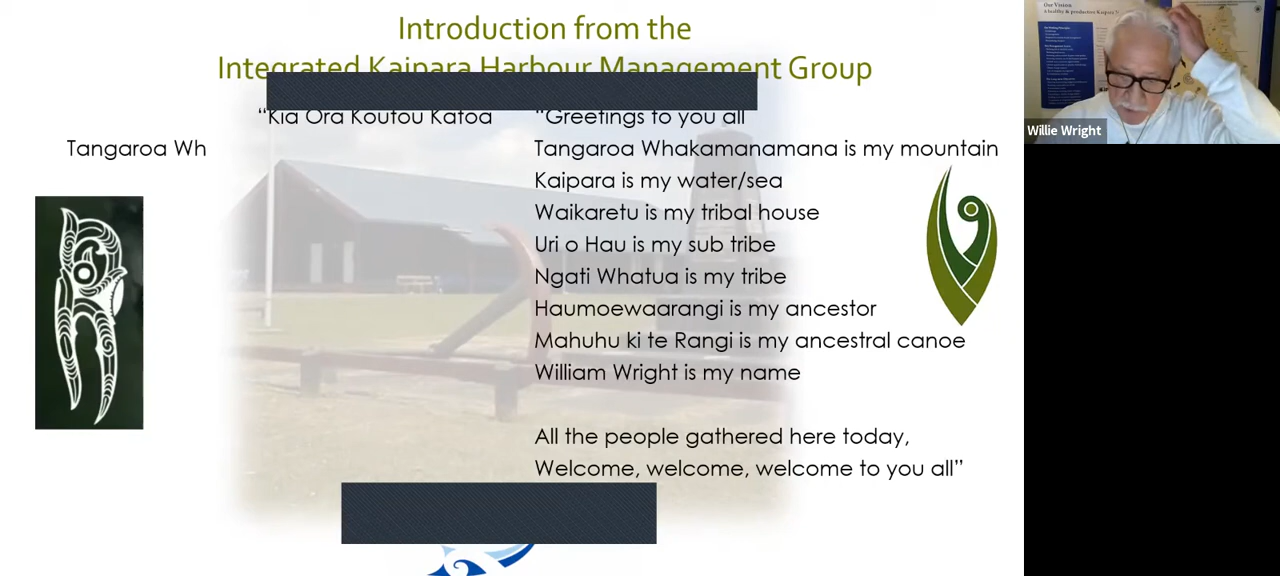 Introduction from the
Integrated Kaipara Harbour Management Group
“Kia Ora Koutou Katoa
“Greetings to you all
Tangaroa Wh
Tangaroa Whakamanamana is my mountain
Kaipara is my water/sea
Waikaretu is my tribal house
Uri o Hau is my sub tribe
Ngati Whatua is my tribe
Haumoewaarangi is my ancestor
Mahuhu ki te Rangi is my ancestral canoe
William Wright is my name
All the people gathered here today,
Welcome, welcome, welcome to you all”
Our Vision
Willie Wright